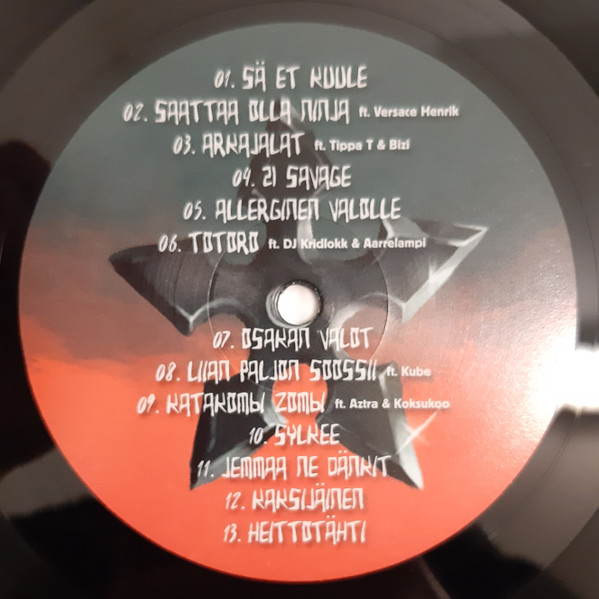 01. SÄ ET KUULE
02. SAATTAA OLLA NINJA ft. Versace Henrik
03. ARKAJALAT ft. Tippa T & Bizi
04. 21 SAVAGE
05. ALLERGINEN VALOLLE
06. TOTORO ft. DJ Kridlokk & Aarrelampi
07. OSAKAN VALOT
08. LIIAN PALJON SOOSSII ft. Kube
09. KATAKOMBI ZOMBI ft. Aztra & Koksukoo
10. SYLKEE
11. JEMMAA NE DÄNKIT
12. KAKSIJÄINEN
13. HEITTOTÄHTI